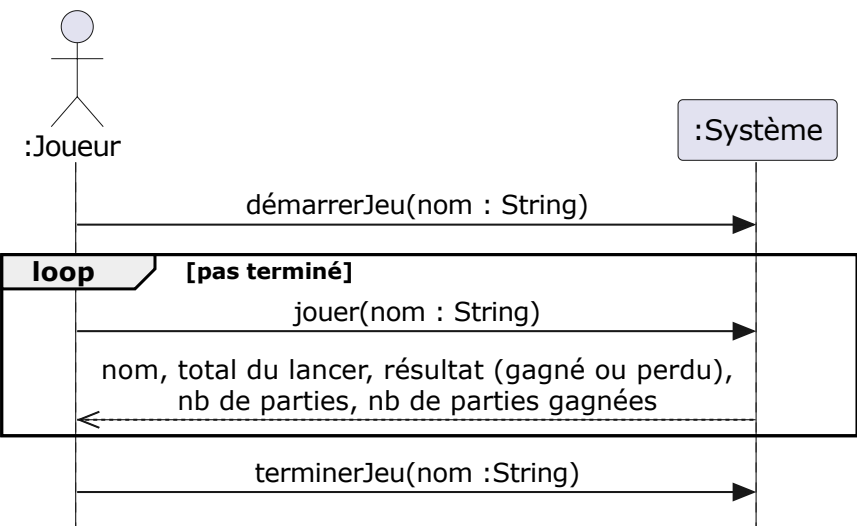 :Joueur
:Système
démarrerJeu(nom : String)
loop
[pas terminé]
jouer(nom : String)
nom, total du lancer, résultat (gagné ou perdu),
nb de parties, nb de parties gagnées
terminerJeu(nom :String)